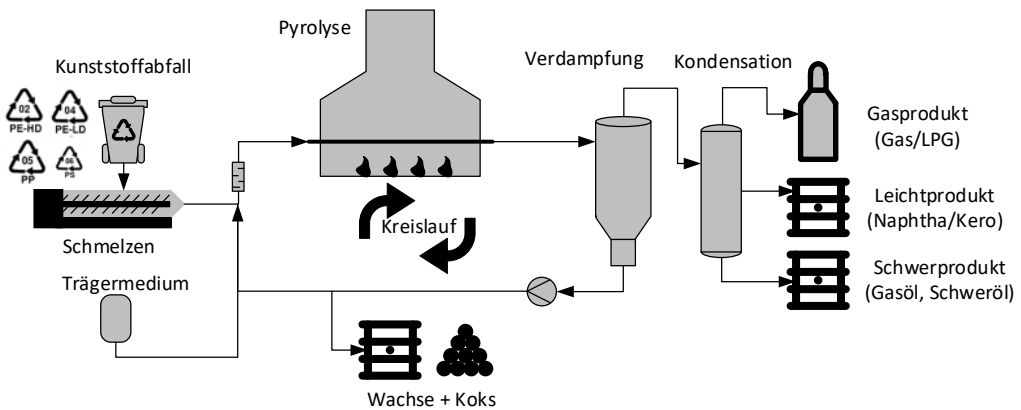 Pyrolyse
Kunststoffabfall
Verdampfung
Kondensation
02
PE-HD
04
PE-LD
05
PP
06
PS
Gasprodukt
(Gas/LPG)
Leichtprodukt
(Naphtha/Kero)
Kreislauf
Schmelzen
Schwerprodukt
(Gasöl, Schweröl)
Trägermedium
Wachse + Koks